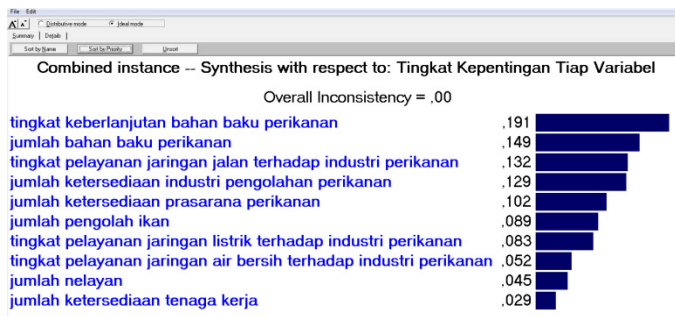 File Edit
A A Distributive mode Ideal mode
Summary | Details |
Sort by Name Sort by Priority Unsort
Combined instance -- Synthesis with respect to: Tingkat Kepentingan Tiap Variabel
Overall Inconsistency = ,00
tingkat keberlanjutan bahan baku perikanan ,191
jumlah bahan baku perikanan ,149
tingkat pelayanan jaringan jalan terhadap industri perikanan ,132
jumlah ketersediaan industri pengolahan perikanan ,129
jumlah ketersediaan prasarana perikanan ,102
jumlah pengolah ikan ,089
tingkat pelayanan jaringan listrik terhadap industri perikanan ,083
tingkat pelayanan jaringan air bersih terhadap industri perikanan ,052
jumlah nelayan ,045
jumlah ketersediaan tenaga kerja ,029